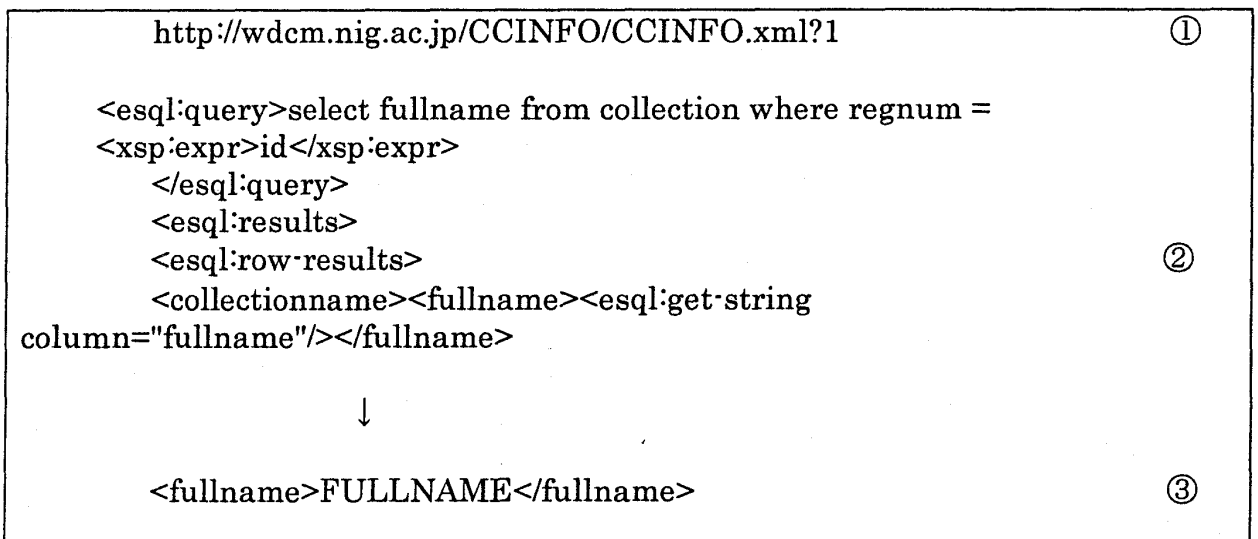 http://wdcm.nig.ac.jp/CCINFO/CCINFO.xml?1 ①
<esql:query>select fullname from collection where regnum =
<xsp:expr>id</xsp:expr>
</esql:query>
<esql:results>
<esql:row-results> ②
<collectionname><fullname><esql:get-string
column="fullname"/></fullname>
↓
<fullname>FULLNAME</fullname> ③